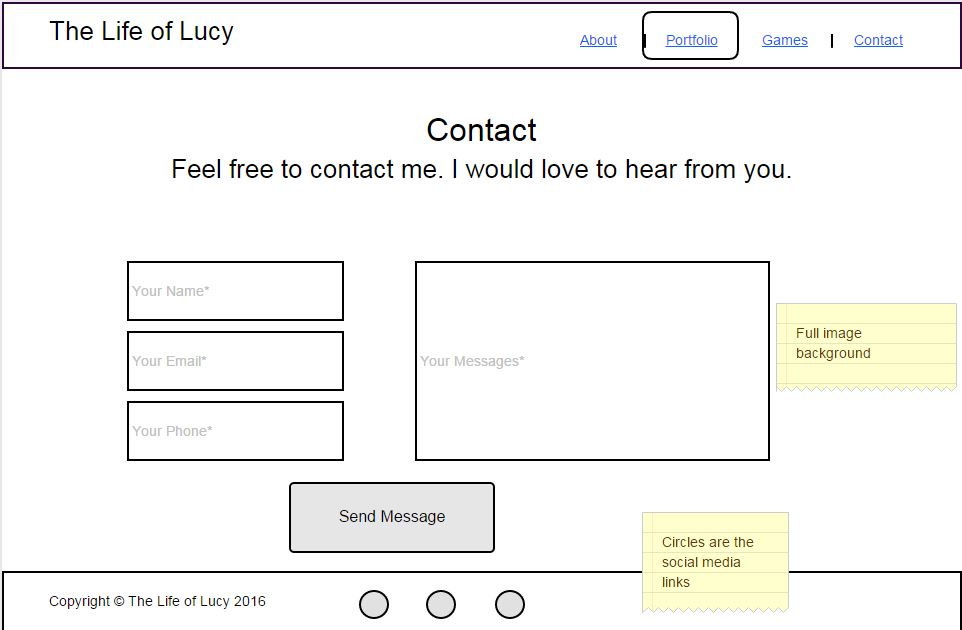 The Life of Lucy
About | Portfolio Games | Contact
Contact
Feel free to contact me. I would love to hear from you.
Your Name*
Your Email*
Your Phone*
Your Messages*
Full image
background
Send Message
Circles are the
social media
links
Copyright © The Life of Lucy 2016